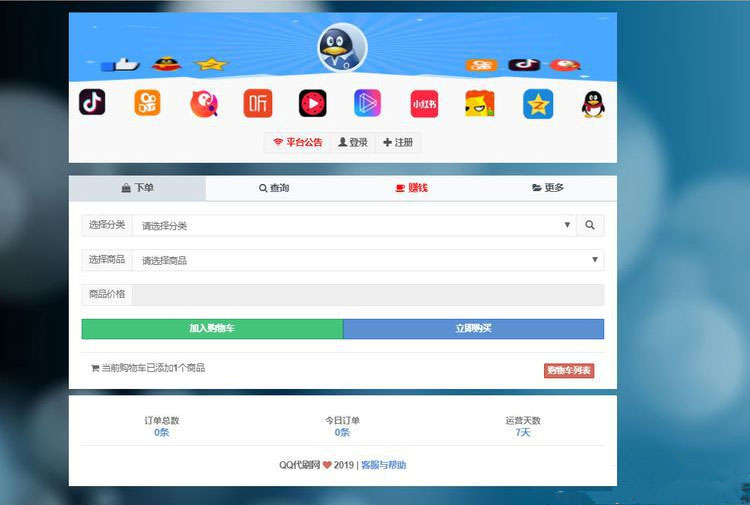 听
小红书
平台公告 登录 注册
下单 查询 赚钱 更多
选择分类 请选择分类
选择商品 请选择商品
商品价格
加入购物车 立即购买
当前购物车已添加1个商品 购物车列表
订单总数 今日订单 运营天数
0条 0条 7天
QQ代刷网 2019 | 客服与帮助